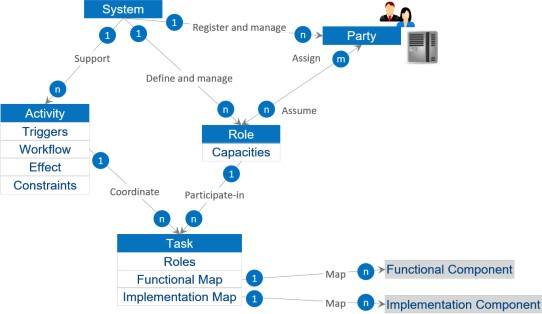 System
1
1
1
Register and manage
n
Party
Support
Define and manage
Assign
m
n
n
n
Assume
Activity
Triggers
Workflow
Effect
Constraints
Role
Capacities
1
1
Coordinate
Participate-in
n
n
Task
Roles
Functional Map
Implementation Map
1
Map
n
Functional Component
1
Map
n
Implementation Component